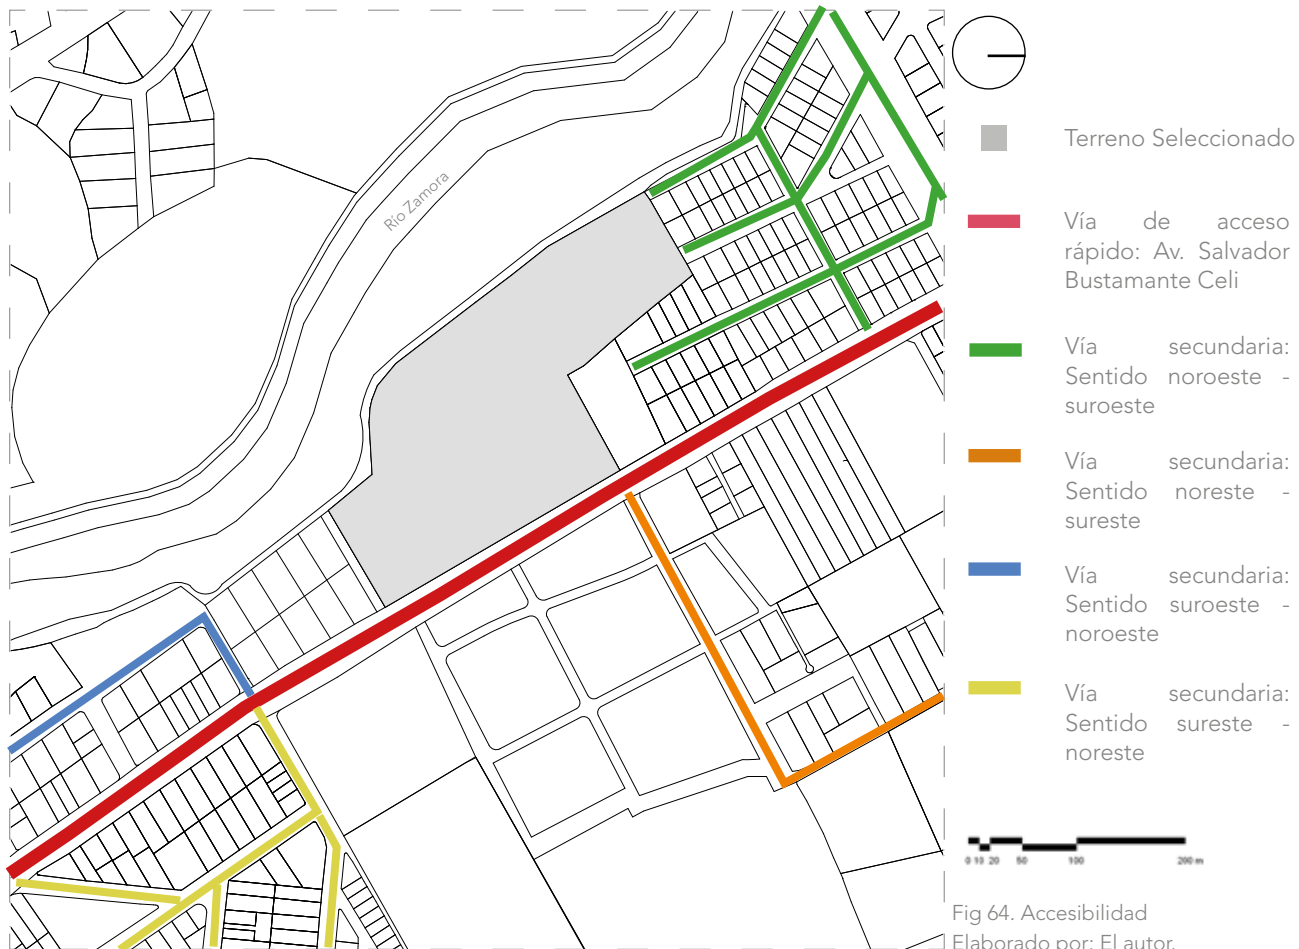 Río Zamora
Terreno Seleccionado
Vía de acceso
rápido: Av. Salvador
Bustamante Celi
Vía secundaria:
Sentido noroeste -
suroeste
Vía secundaria:
Sentido noreste -
sureste
Vía secundaria:
Sentido suroeste -
noroeste
Vía secundaria:
Sentido sureste -
noreste
0 10 20 50 100 200 m
Fig 64. Accesibilidad
Elaborado por: El autor.